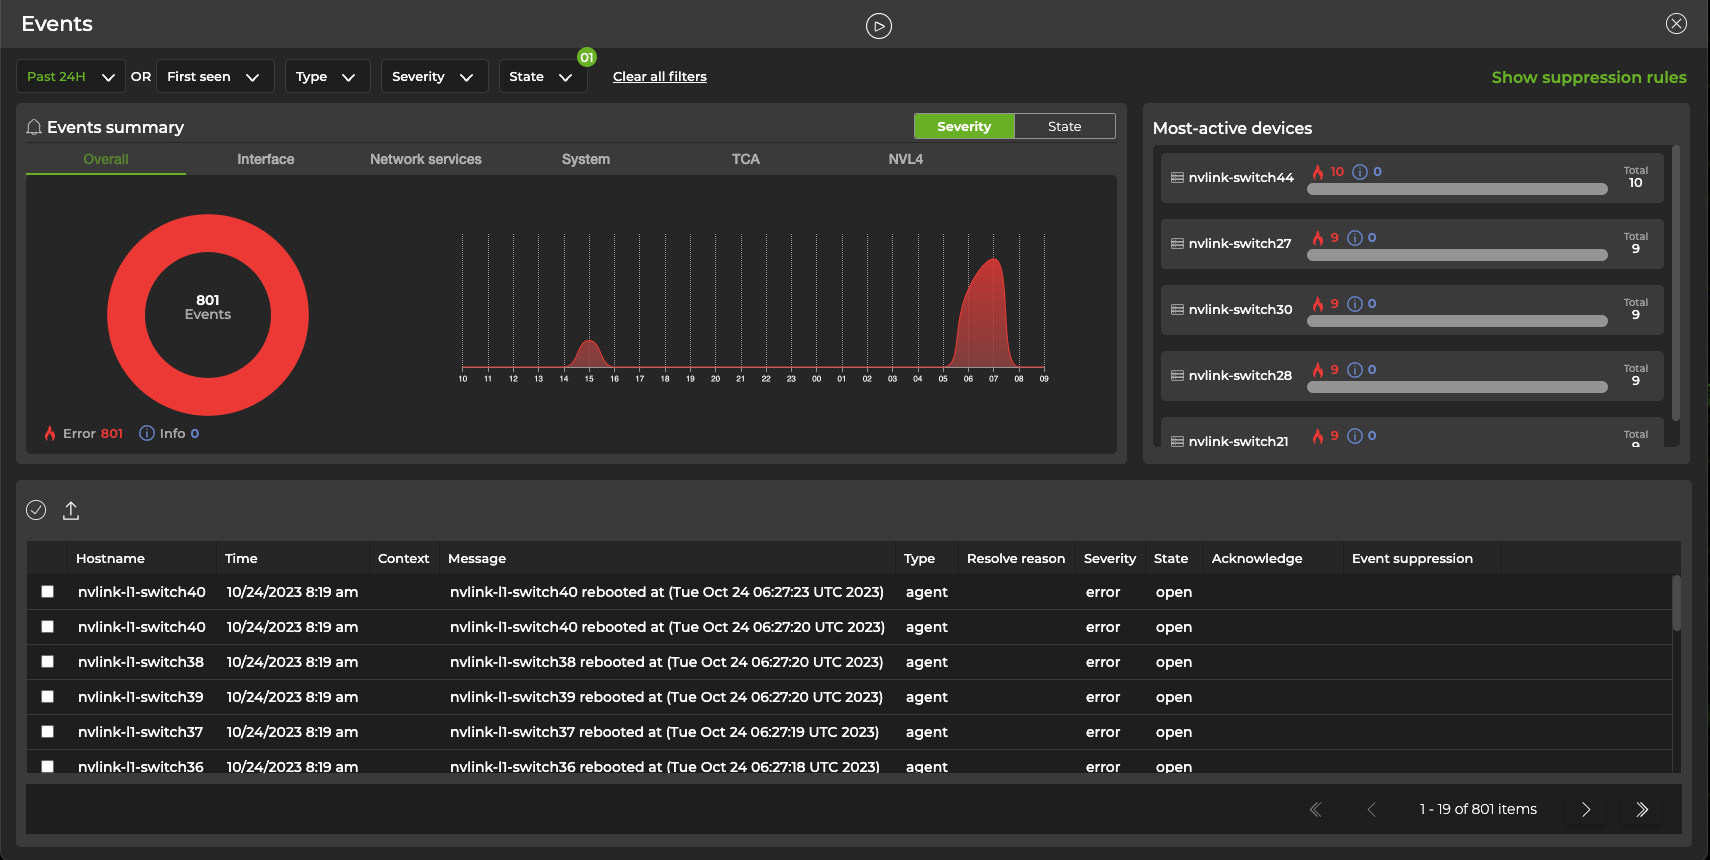 Events
01
Past 24H OR First seen Type Severity State Clear all filters Show suppression rules
Events summary Severity State
Overall Interface Network services System TCA NVL4
801
Events
10 11 12 13 14 15 16 17 18 19 20 21 22 23 00 01 02 03 04 05 06 07 08 09
Error 801 Info 0
Most-active devices
nvlink-switch44 10 0 Total
10
nvlink-switch27 9 0 Total
9
nvlink-switch30 9 0 Total
9
nvlink-switch28 9 0 Total
9
nvlink-switch21 9 0 Total
9
Hostname Time Context Message Type Resolve reason Severity State Acknowledge Event suppression
nvlink-l1-switch40 10/24/2023 8:19 am nvlink-l1-switch40 rebooted at (Tue Oct 24 06:27:23 UTC 2023) agent error open
nvlink-l1-switch40 10/24/2023 8:19 am nvlink-l1-switch40 rebooted at (Tue Oct 24 06:27:20 UTC 2023) agent error open
nvlink-l1-switch38 10/24/2023 8:19 am nvlink-l1-switch38 rebooted at (Tue Oct 24 06:27:20 UTC 2023) agent error open
nvlink-l1-switch39 10/24/2023 8:19 am nvlink-l1-switch39 rebooted at (Tue Oct 24 06:27:20 UTC 2023) agent error open
nvlink-l1-switch37 10/24/2023 8:19 am nvlink-l1-switch37 rebooted at (Tue Oct 24 06:27:19 UTC 2023) agent error open
nvlink-l1-switch36 10/24/2023 8:19 am nvlink-l1-switch36 rebooted at (Tue Oct 24 06:27:18 UTC 2023) agent error open
1 - 19 of 801 items